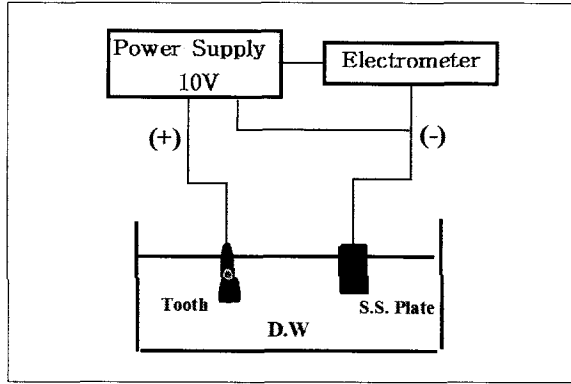 Power Supply
10V
Electrometer
(+)
(-)
Tooth
S.S. Plate
D.W